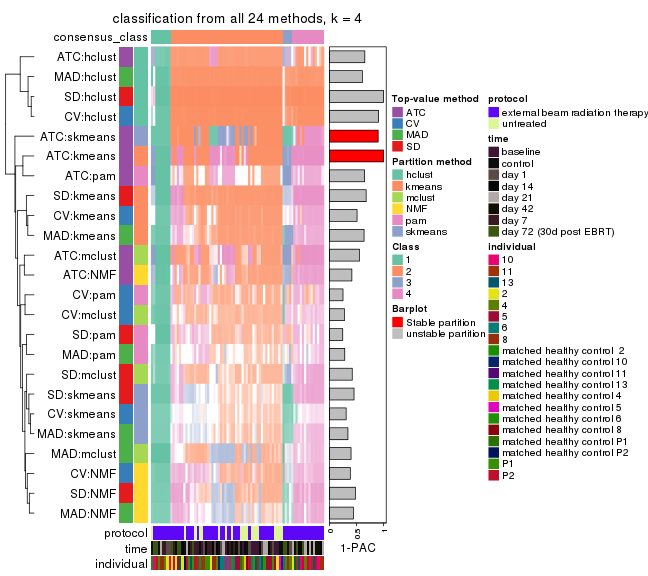 classification from all 24 methods, k = 4
consensus_class
ATC:hclust
MAD:hclust
SD:hclust
CV:hclust
ATC:skmeans
ATC:kmeans
ATC:pam
SD:kmeans
CV:kmeans
MAD:kmeans
ATC:mclust
ATC:NMF
CV:pam
CV:mclust
SD:pam
MAD:pam
SD:mclust
SD:skmeans
CV:skmeans
MAD:skmeans
MAD:mclust
CV:NMF
SD:NMF
MAD:NMF
protocol
time
individual
0
0.5
1
1-PAC
Top-value method
ATC
CV
MAD
SD
Partition method
hclust
kmeans
mclust
NMF
pam
skmeans
Class
1
2
3
4
Barplot
Stable partition
unstable partition
protocol
external beam radiation therapy
untreated
time
baseline
control
day 1
day 14
day 21
day 42
day 7
day 72 (30d post EBRT)
individual
10
11
13
2
4
5
6
8
matched healthy control 2
matched healthy control 10
matched healthy control 11
matched healthy control 13
matched healthy control 4
matched healthy control 5
matched healthy control 6
matched healthy control 8
matched healthy control P1
matched healthy control P2
P1
P2